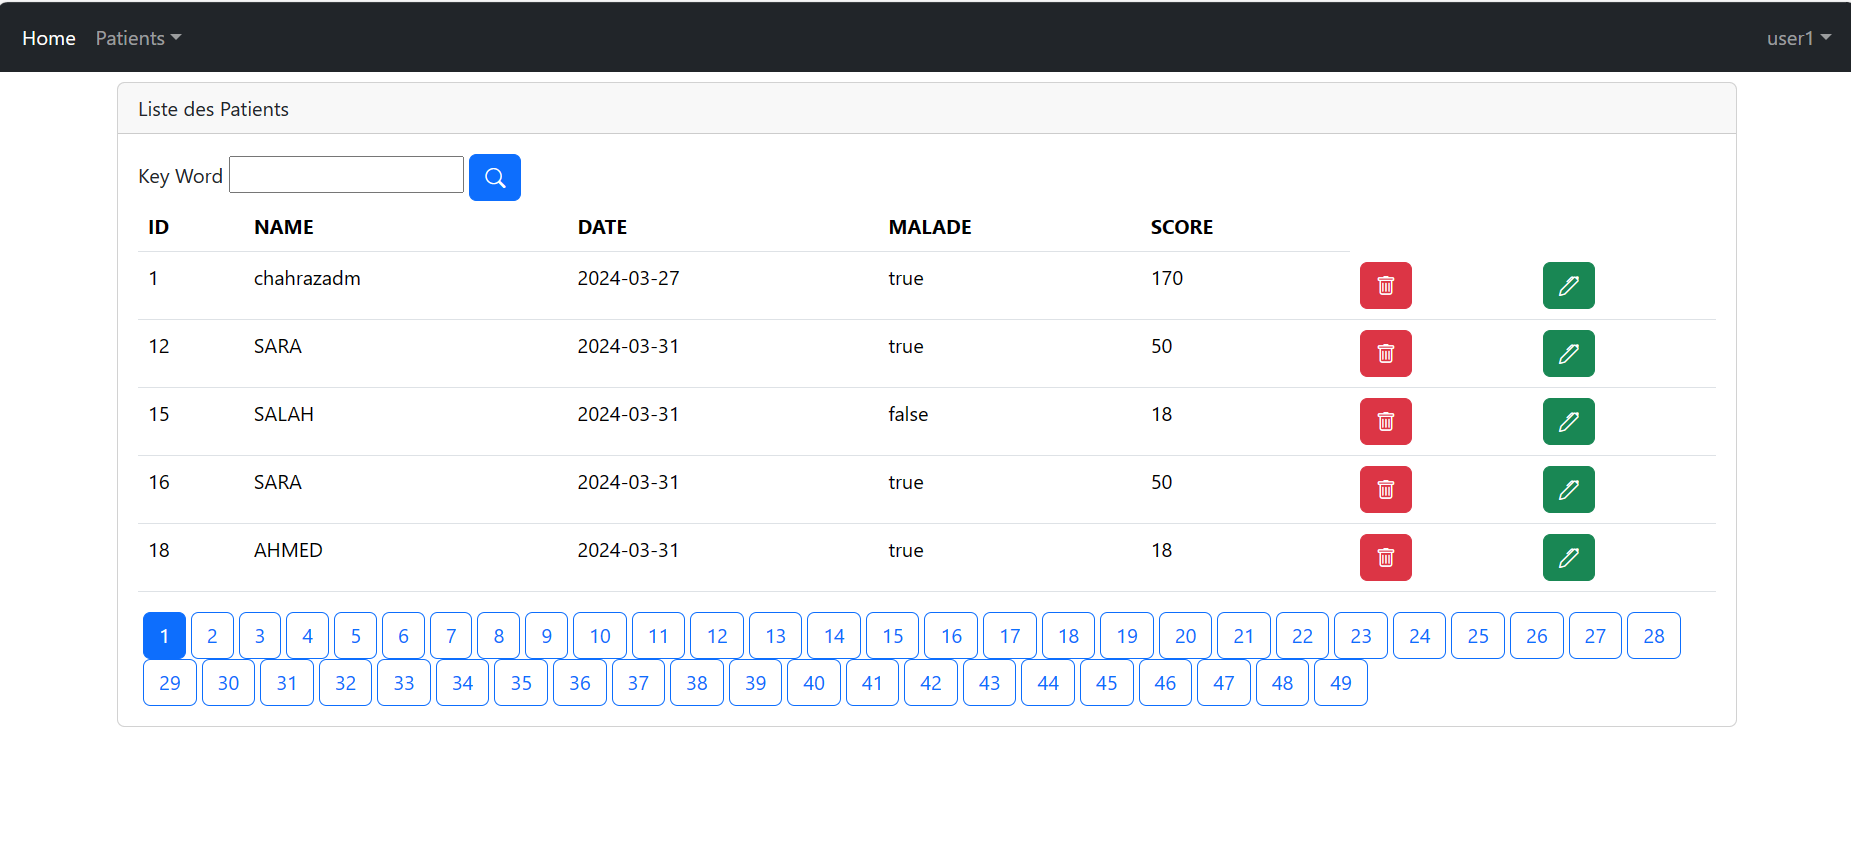 Home Patients user1
Liste des Patients
Key Word
ID NAME DATE MALADE SCORE
1 chahrazadm 2024-03-27 true 170
12 SARA 2024-03-31 true 50
15 SALAH 2024-03-31 false 18
16 SARA 2024-03-31 true 50
18 AHMED 2024-03-31 true 18
1 2 3 4 5 6 7 8 9 10 11 12 13 14 15 16 17 18 19 20 21 22 23 24 25 26 27 28
29 30 31 32 33 34 35 36 37 38 39 40 41 42 43 44 45 46 47 48 49